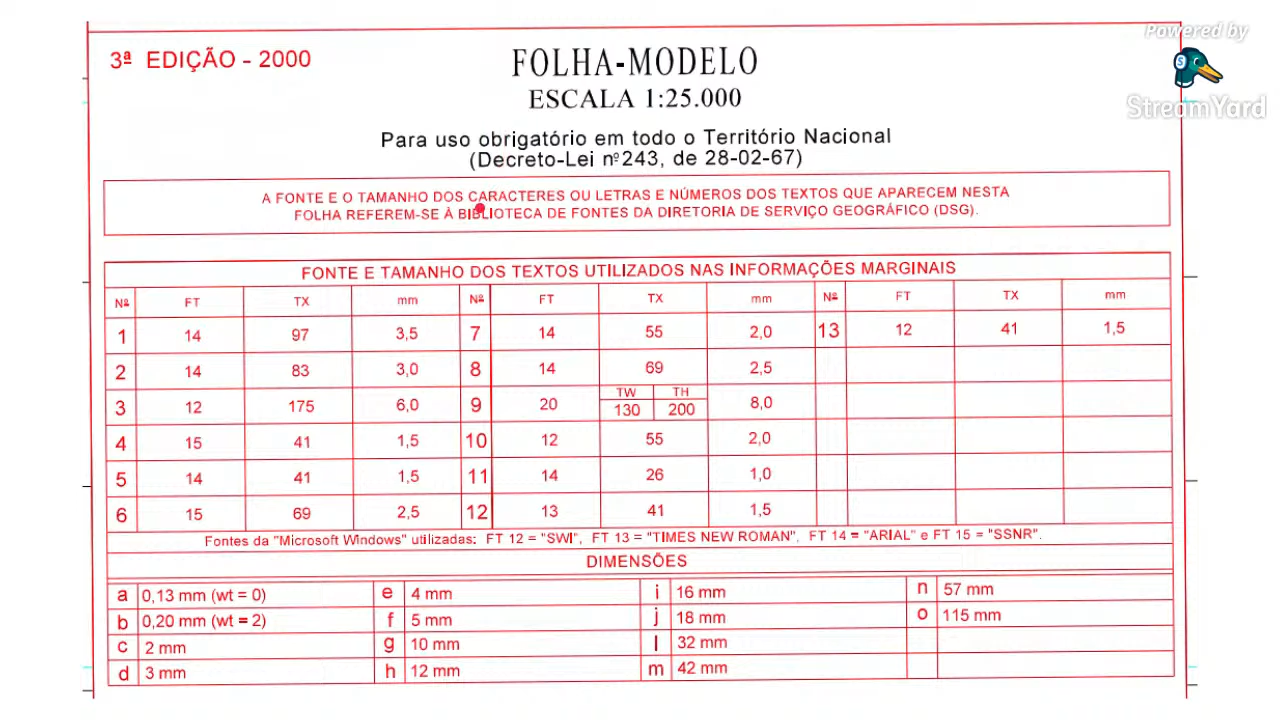 Powered by
StreamYard
3ª EDIÇÃO - 2000
FOLHA-MODELO
ESCALA 1:25.000
Para uso obrigatório em todo o Território Nacional
(Decreto-Lei nº 243, de 28-02-67)
A FONTE E O TAMANHO DOS CARACTERES OU LETRAS E NÚMEROS DOS TEXTOS QUE APARECEM NESTA
FOLHA REFEREM-SE À BIBLIOTECA DE FONTES DA DIRETORIA DE SERVIÇO GEOGRÁFICO (DSG).
FONTE E TAMANHO DOS TEXTOS UTILIZADOS NAS INFORMAÇÕES MARGINAIS
Nº FT TX mm Nº FT TX mm Nº FT TX mm
1 14 97 3,5 7 14 55 2,0 13 12 41 1,5
2 14 83 3,0 8 14 69 2,5
3 12 175 6,0 9 20 TW 130 TH 200 8,0
4 15 41 1,5 10 12 55 2,0
5 14 41 1,5 11 14 26 1,0
6 15 69 2,5 12 13 41 1,5
Fontes da "Microsoft Windows" utilizadas: FT 12 = "SWI", FT 13 = "TIMES NEW ROMAN", FT 14 = "ARIAL" e FT 15 = "SSNR".
DIMENSÕES
a 0,13 mm (wt = 0) e 4 mm i 16 mm n 57 mm
b 0,20 mm (wt = 2) f 5 mm j 18 mm o 115 mm
c 2 mm g 10 mm l 32 mm
d 3 mm h 12 mm m 42 mm